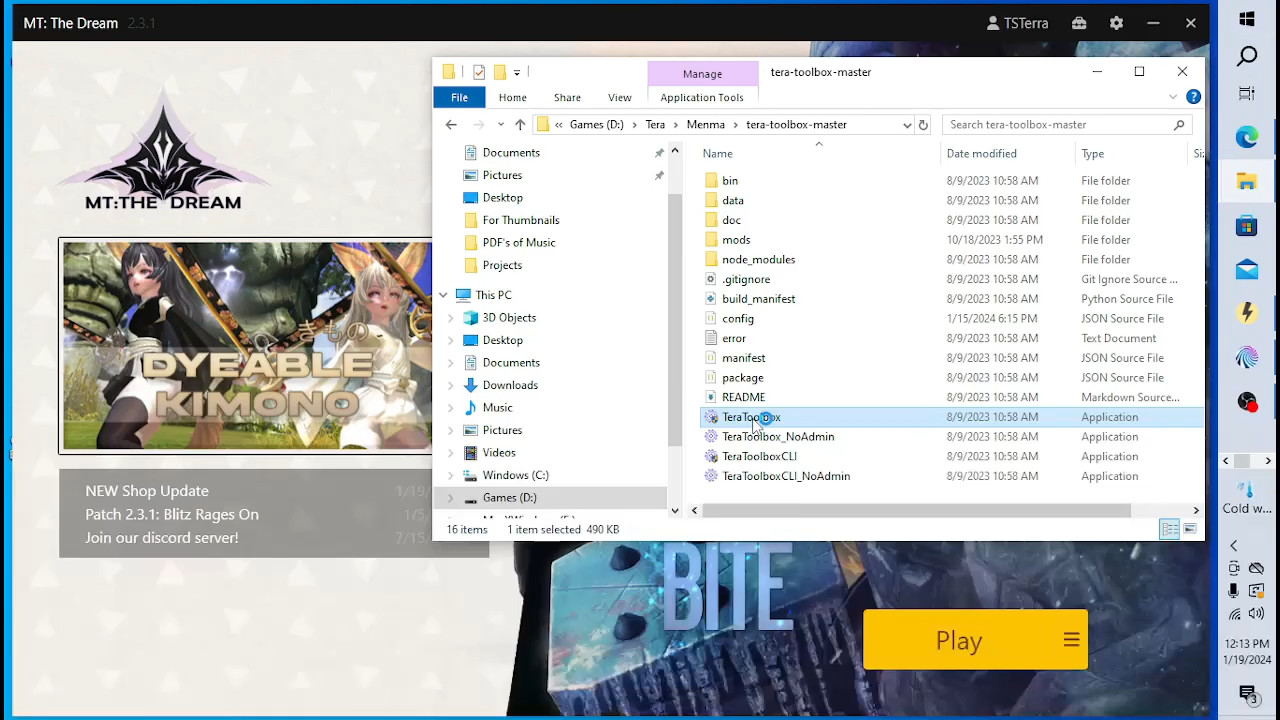 MT: The Dream 2.3.1
TSTerra
MT:THE DREAM
きもの
DYEABLE
KIMONO
NEW Shop Update 1/19/
Patch 2.3.1: Blitz Rages On 1/5/
Join our discord server! 7/15/
BITE
Play
Manage
tera-toolbox-master
File Home Share View Application Tools
Games (D:) Tera Menma tera-toolbox-master
Search tera-toolbox-master
Documents
Pictures
Desktop
For Thumbnails
PDF's of Music
Projects
This PC
3D Objects
Desktop
Documents
Downloads
Music
Pictures
Videos
Windows (C:)
Games (D:)
Name Date modified Type
bin 8/9/2023 10:58 AM File folder
data 8/9/2023 10:58 AM File folder
doc 8/9/2023 10:58 AM File folder
mods 10/18/2023 1:55 PM File folder
node_modules 8/9/2023 10:58 AM File folder
.gitignore 8/9/2023 10:58 AM Git Ignore Source ...
build_manifest 8/9/2023 10:58 AM Python Source File
config 1/15/2024 6:15 PM JSON Source File
error 8/9/2023 10:58 AM Text Document
manifest 8/9/2023 10:58 AM JSON Source File
package 8/9/2023 10:58 AM JSON Source File
README 8/9/2023 10:58 AM Markdown Source...
TeraToolbox 8/9/2023 10:58 AM Application
TeraToolbox_NoAdmin 8/9/2023 10:58 AM Application
TeraToolboxCLI 8/9/2023 10:58 AM Application
TeraToolboxCLI_NoAdmin 8/9/2023 10:58 AM Application
16 items 1 item selected 490 KB
Cold w...
12:13 PM
1/19/2024
3